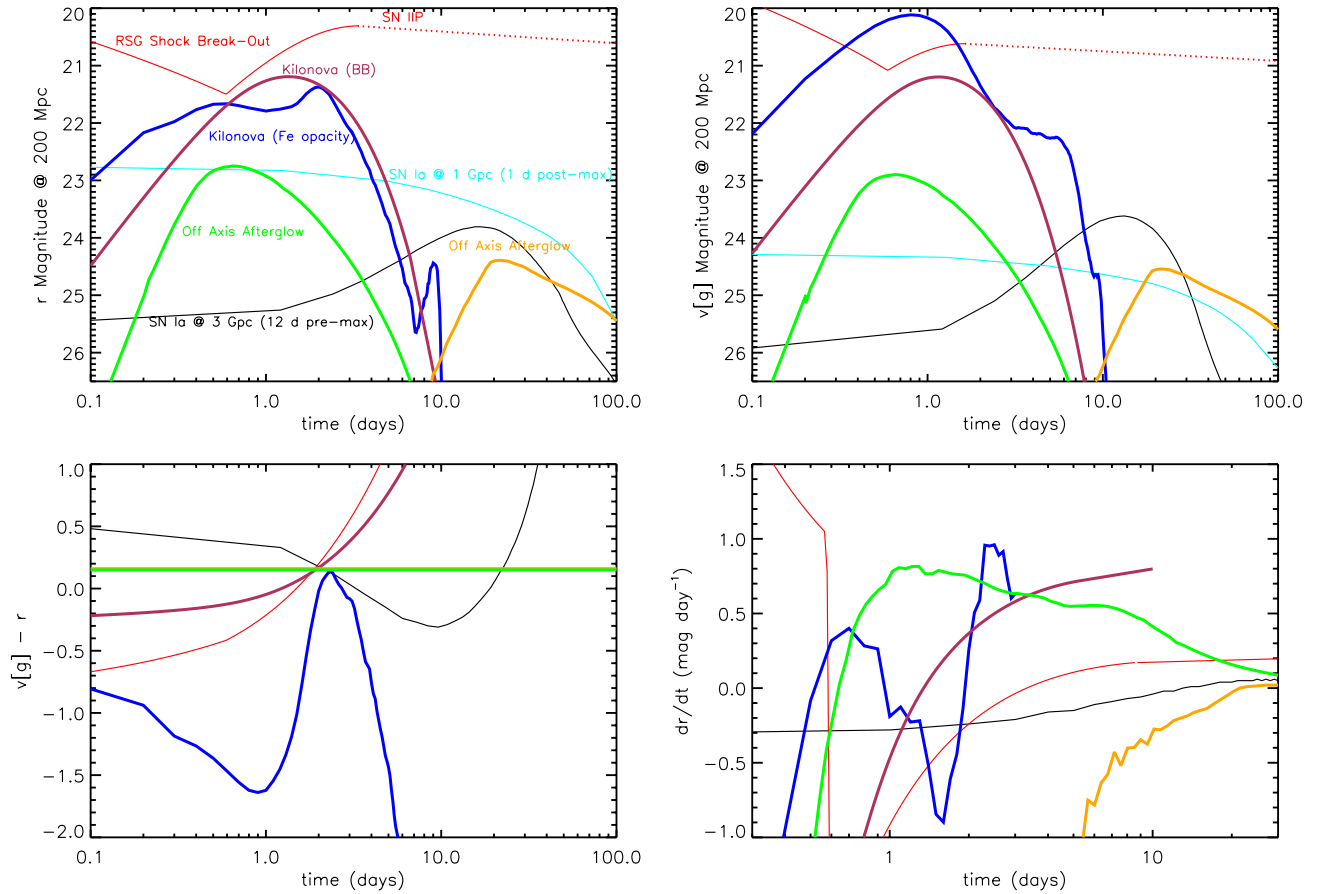 20
21
22
23
24
25
26
r Magnitude @ 200 Mpc
SN IIP
RSG Shock Break-Out
Kilonova (BB)
Kilonova (Fe opacity)
SN Ia @ 1 Gpc (1 d post-max)
Off Axis Afterglow
Off Axis Afterglow
SN Ia @ 3 Gpc (12 d pre-max)
0.1
1.0
10.0
100.0
time (days)
20
21
22
23
24
25
26
v[g] Magnitude @ 200 Mpc
0.1
1.0
10.0
100.0
time (days)
1.0
0.5
0.0
-0.5
-1.0
-1.5
-2.0
v[g] - r
0.1
1.0
10.0
100.0
time (days)
1.5
1.0
0.5
0.0
-0.5
-1.0
dr/dt (mag day⁻¹)
1
10
time (days)